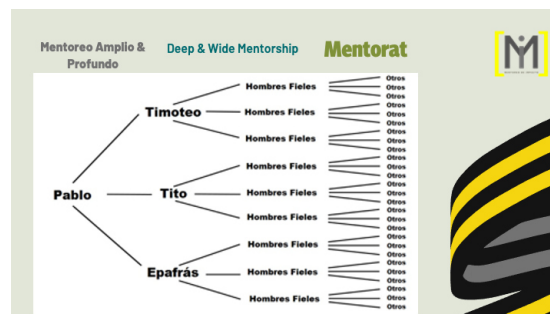 Mentoreo Amplio &
Profundo
Deep & Wide Mentorship
Mentorat
Otros
Hombres Fieles
Otros
Otros
Otros
Timoteo
Hombres Fieles
Otros
Otros
Otros
Hombres Fieles
Otros
Otros
Otros
Hombres Fieles
Otros
Otros
Otros
Pablo
Tito
Hombres Fieles
Otros
Otros
Otros
Hombres Fieles
Otros
Otros
Otros
Hombres Fieles
Otros
Otros
Otros
Epafrás
Hombres Fieles
Otros
Otros
Otros
Hombres Fieles
Otros
Otros